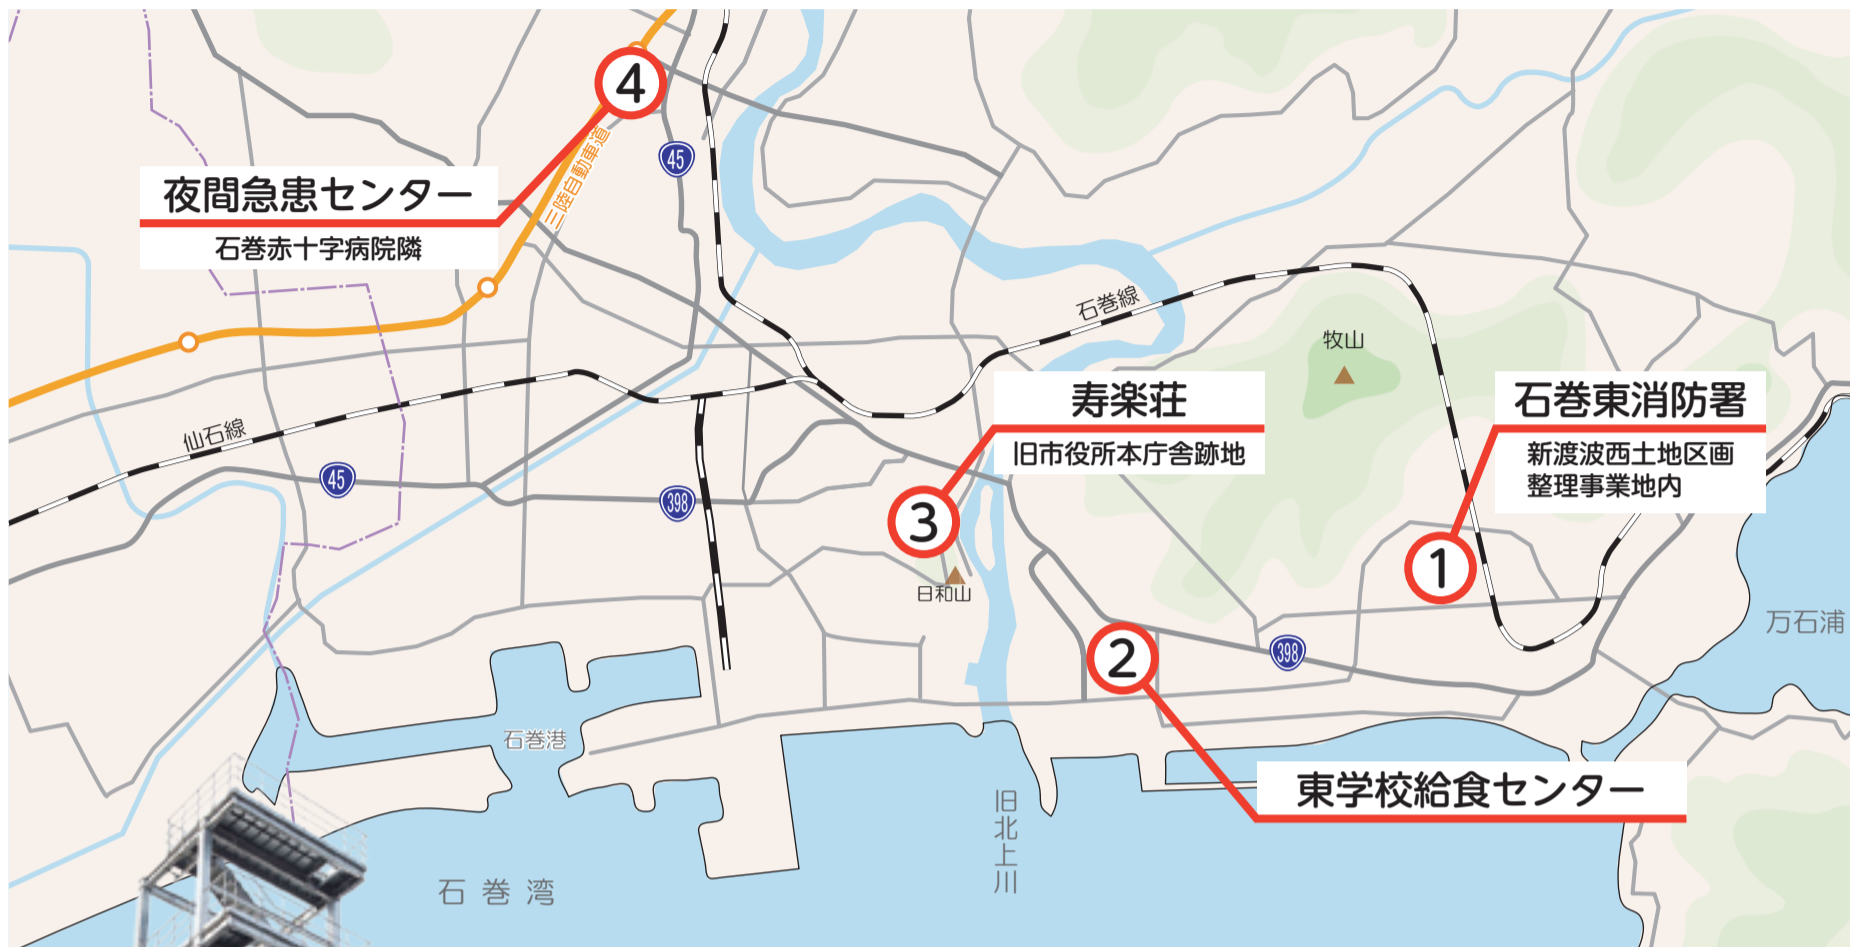 4
45
三陸自動車道
夜間急患センター
石巻赤十字病院隣
石巻線
牧山
寿楽荘
旧市役所本庁舎跡地
石巻東消防署
新渡波西土地区画
整理事業地内
仙石線
45
398
3
1
日和山
万石浦
2
398
石巻港
東学校給食センター
旧北上川
石巻湾